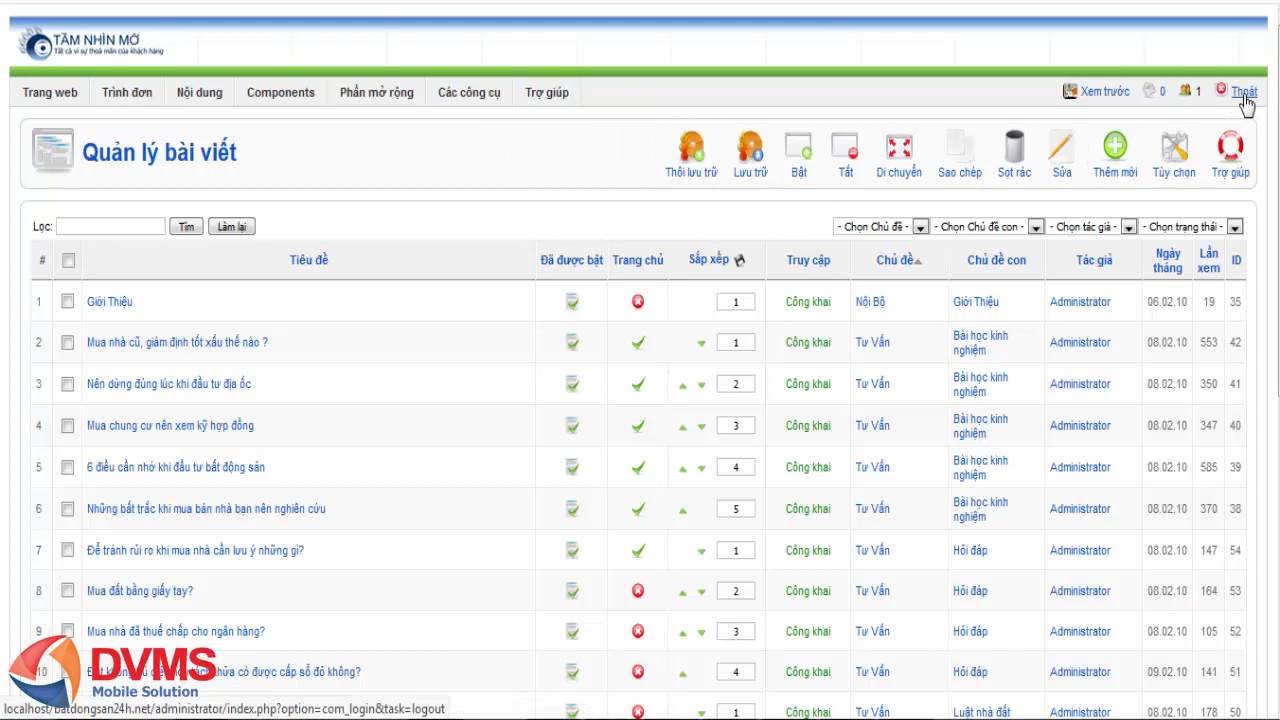 TẦM NHÌN MỞ
Tất cả vì sự thoả mãn của khách hàng
Trang web Trình đơn Nội dung Components Phần mở rộng Các công cụ Trợ giúp Xem trước 0 1 Thoát
Quản lý bài viết
Thôi lưu trữ Lưu trữ Bật Tắt Di chuyển Sao chép Sọt rác Sửa Thêm mới Tùy chọn Trợ giúp
Lọc: Tìm Làm lại - Chọn Chủ đề - - Chọn Chủ đề con - - Chọn tác giả - - Chọn trạng thái -
# Tiêu đề Đã được bật Trang chủ Sắp xếp Truy cập Chủ đề Chủ đề con Tác giả Ngày tháng Lần xem ID
1 Giới Thiệu 1 Công khai Nội Bộ Giới Thiệu Administrator 06.02.10 19 35
2 Mua nhà cũ, giám định tốt xấu thế nào ? 1 Công khai Tư Vấn Bài học kinh nghiệm Administrator 08.02.10 553 42
3 Nên dừng đúng lúc khi đầu tư địa ốc 2 Công khai Tư Vấn Bài học kinh nghiệm Administrator 08.02.10 350 41
4 Mua chung cư nên xem kỹ hợp đồng 3 Công khai Tư Vấn Bài học kinh nghiệm Administrator 08.02.10 347 40
5 6 điều cần nhớ khi đầu tư bất động sản 4 Công khai Tư Vấn Bài học kinh nghiệm Administrator 08.02.10 585 39
6 Những bất trắc khi mua bán nhà bạn nên nghiên cứu 5 Công khai Tư Vấn Bài học kinh nghiệm Administrator 08.02.10 370 38
7 Để tránh rủi ro khi mua nhà cần lưu ý những gì? 1 Công khai Tư Vấn Hỏi đáp Administrator 08.02.10 147 54
8 Mua đất bằng giấy tay? 2 Công khai Tư Vấn Hỏi đáp Administrator 08.02.10 164 53
9 Mua nhà đã thuế chấp cho ngân hàng? 3 Công khai Tư Vấn Hỏi đáp Administrator 08.02.10 105 52
10 thửa có được cấp sổ đỏ không? 4 Công khai Tư Vấn Hỏi đáp Administrator 09.02.10 141 51
1 Công khai Tư Vấn Luật nhà đất Administrator 08.02.10 178 50
DVMS
Mobile Solution
localhost/batdongsan24h.net/administrator/index.php?option=com_login&task=logout